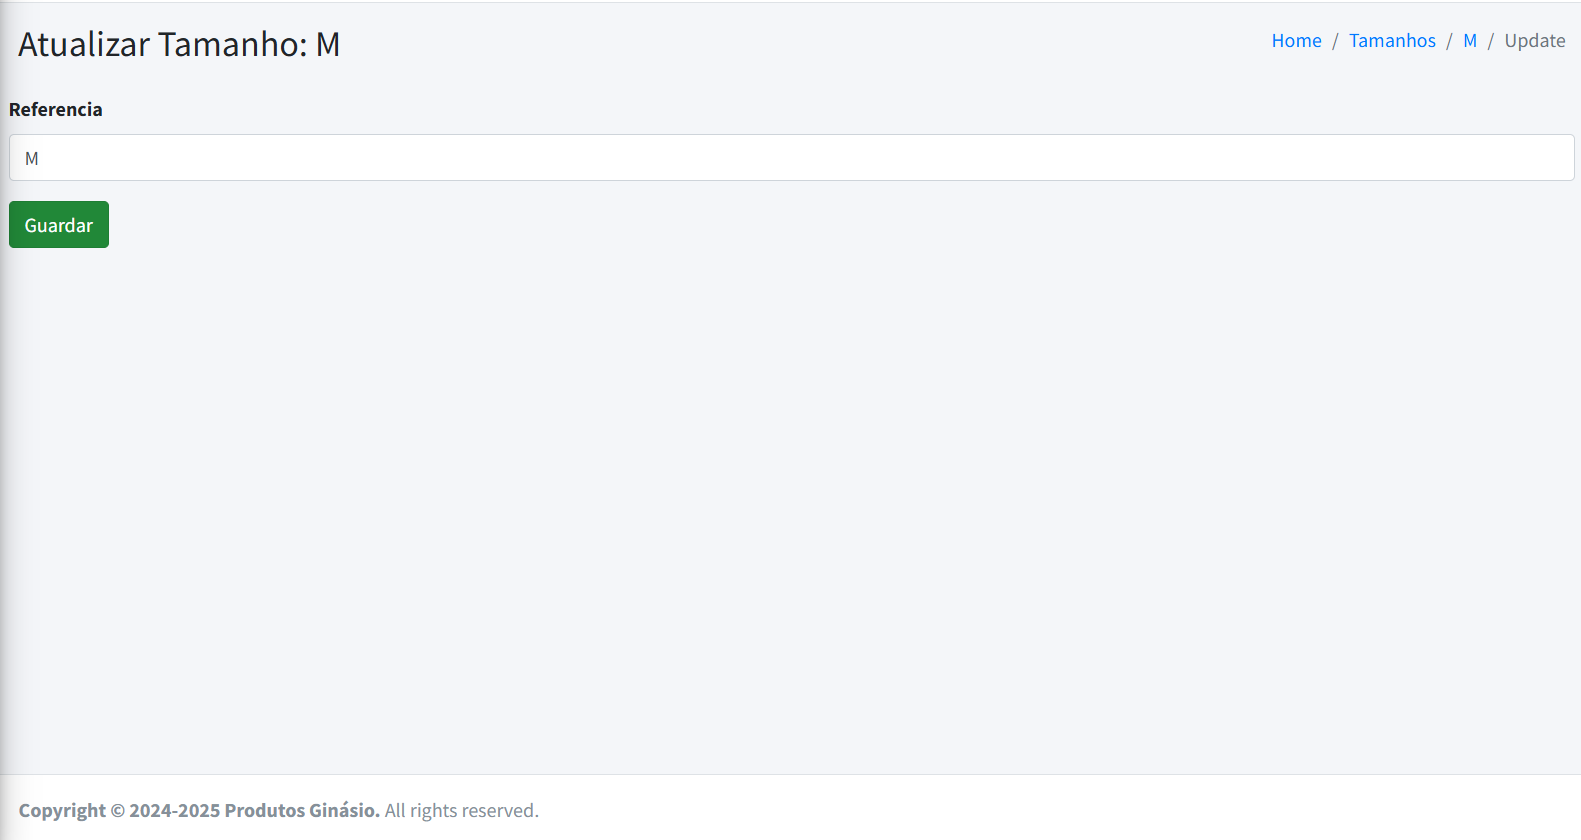 Atualizar Tamanho: M
Home / Tamanhos / M / Update
Referencia
M
Guardar
Copyright © 2024-2025 Produtos Ginásio. All rights reserved.